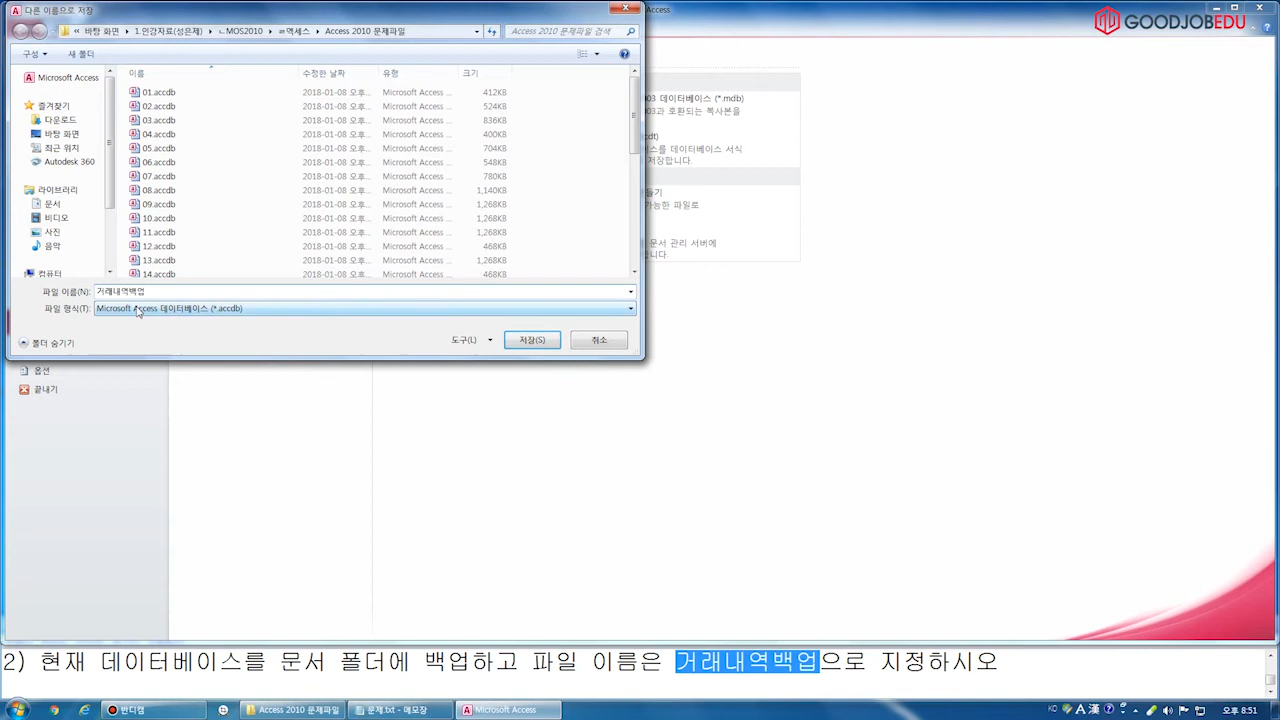 다른 이름으로 저장
Access
GOODJOBEDU
« 바탕 화면 ▸ 1.인강자료(성은제) ▸ ㄴMOS2010 ▸ ㄹ엑세스 ▸ Access 2010 문제파일
Access 2010 문제파일 검색
구성 새 폴더
이름 수정한 날짜 유형 크기
Microsoft Access
즐겨찾기
다운로드
바탕 화면
최근 위치
Autodesk 360
라이브러리
문서
비디오
사진
음악
컴퓨터
01.accdb 2018-01-08 오후... Microsoft Access ... 412KB
02.accdb 2018-01-08 오후... Microsoft Access ... 524KB
03.accdb 2018-01-08 오후... Microsoft Access ... 836KB
04.accdb 2018-01-08 오후... Microsoft Access ... 400KB
05.accdb 2018-01-08 오후... Microsoft Access ... 704KB
06.accdb 2018-01-08 오후... Microsoft Access ... 548KB
07.accdb 2018-01-08 오후... Microsoft Access ... 780KB
08.accdb 2018-01-08 오후... Microsoft Access ... 1,140KB
09.accdb 2018-01-08 오후... Microsoft Access ... 1,268KB
10.accdb 2018-01-08 오후... Microsoft Access ... 1,268KB
11.accdb 2018-01-08 오후... Microsoft Access ... 1,268KB
12.accdb 2018-01-08 오후... Microsoft Access ... 468KB
13.accdb 2018-01-08 오후... Microsoft Access ... 1,268KB
14.accdb 2018-01-08 오후... Microsoft Access ... 468KB
파일 이름(N): 거래내역백업
파일 형식(T): Microsoft Access 데이터베이스 (*.accdb)
폴더 숨기기
도구(L) 저장(S) 취소
003 데이터베이스 (*.mdb)
003과 호환되는 복사본을
cdt)
스를 데이터베이스 서식
저장합니다.
들기
가능한 파일로
문서 관리 서버에
합니다.
옵션
끝내기
2) 현재 데이터베이스를 문서 폴더에 백업하고 파일 이름은 거래내역백업으로 지정하시오
반디캠
Access 2010 문제파일
문제.txt - 메모장
Microsoft Access
KO
A 漢
오후 8:51